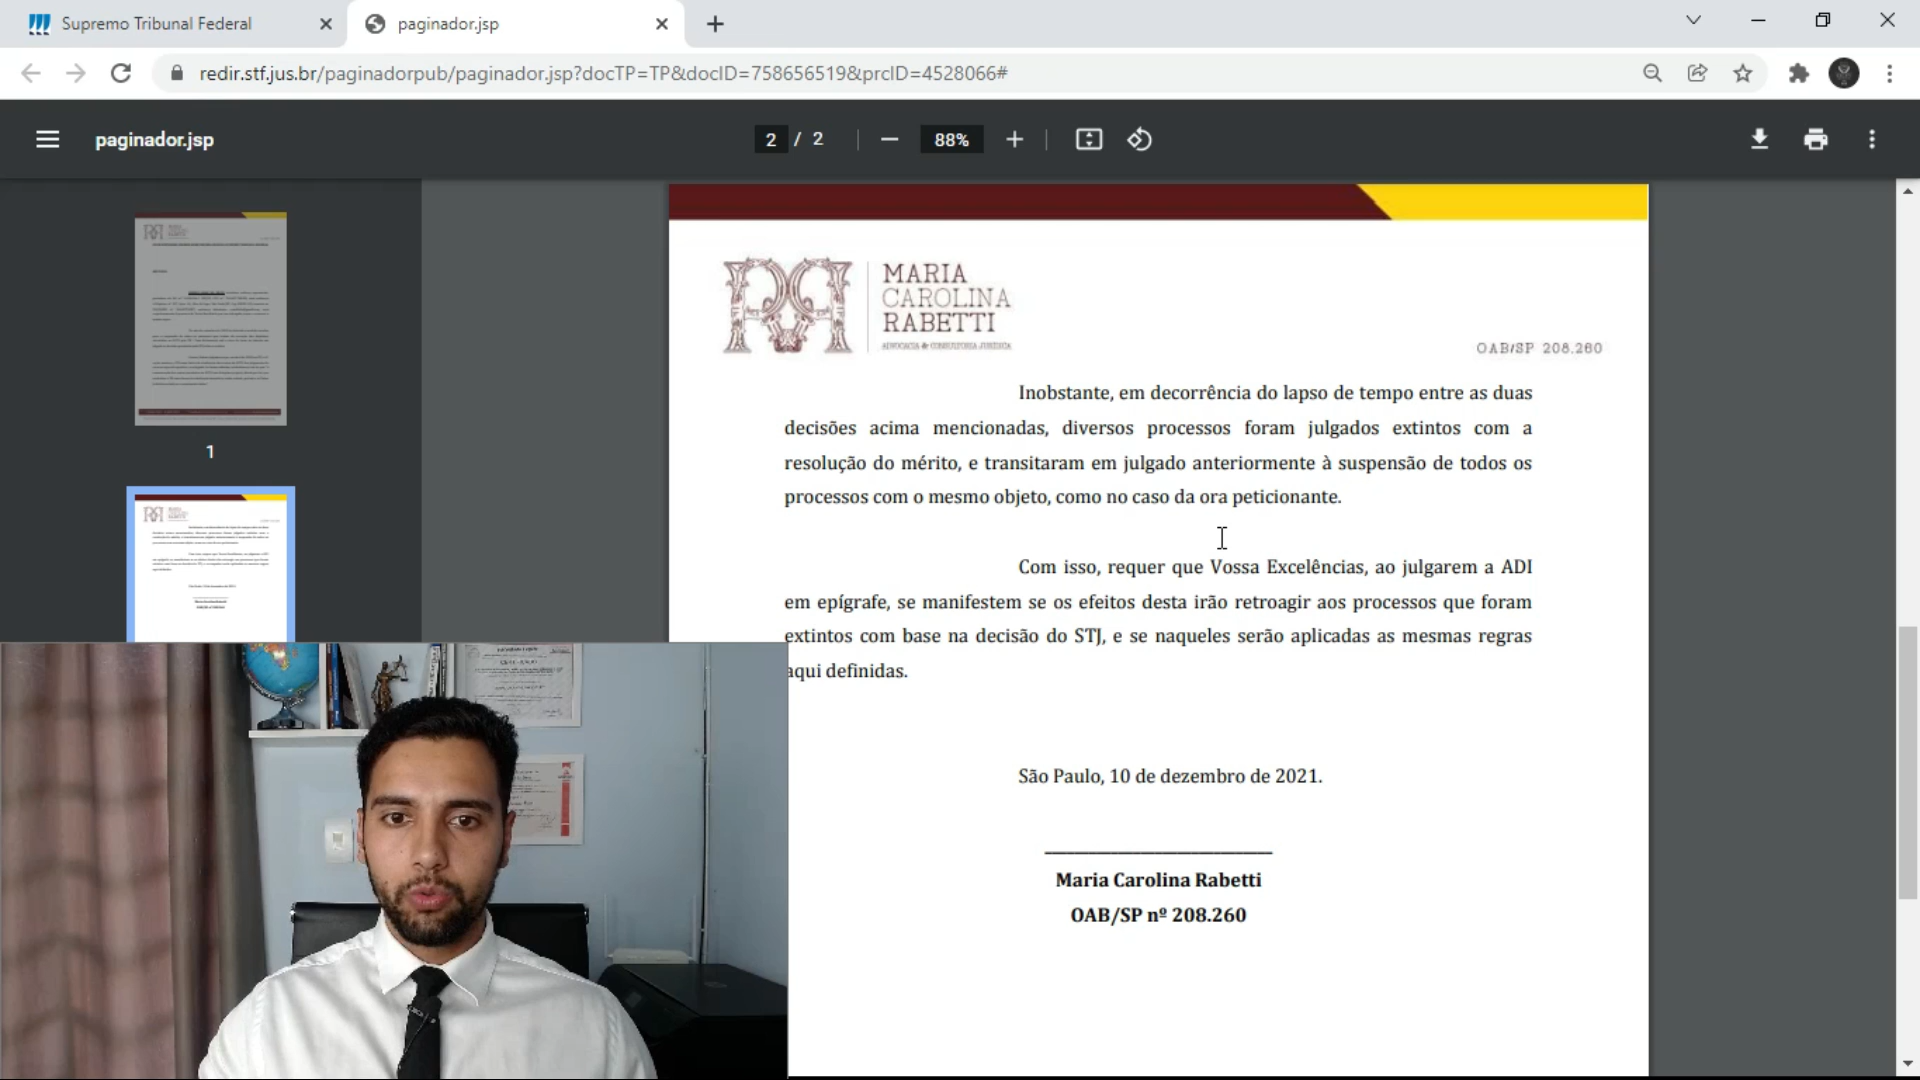 Supremo Tribunal Federal
paginador.jsp
redir.stf.jus.br/paginadorpub/paginador.jsp?docTP=TP&docID=758656519&prcID=4528066#
paginador.jsp
2 / 2
88%
1
MARIA
CAROLINA
RABETTI
ADVOCACIA & CONSULTORIA JURÍDICA
OAB/SP 208.260
Inobstante, em decorrência do lapso de tempo entre as duas
decisões acima mencionadas, diversos processos foram julgados extintos com a
resolução do mérito, e transitaram em julgado anteriormente à suspensão de todos os
processos com o mesmo objeto, como no caso da ora peticionante.
Com isso, requer que Vossa Excelências, ao julgarem a ADI
em epígrafe, se manifestem se os efeitos desta irão retroagir aos processos que foram
extintos com base na decisão do STJ, e se naqueles serão aplicadas as mesmas regras
aqui definidas.
São Paulo, 10 de dezembro de 2021.
Maria Carolina Rabetti
OAB/SP nº 208.260